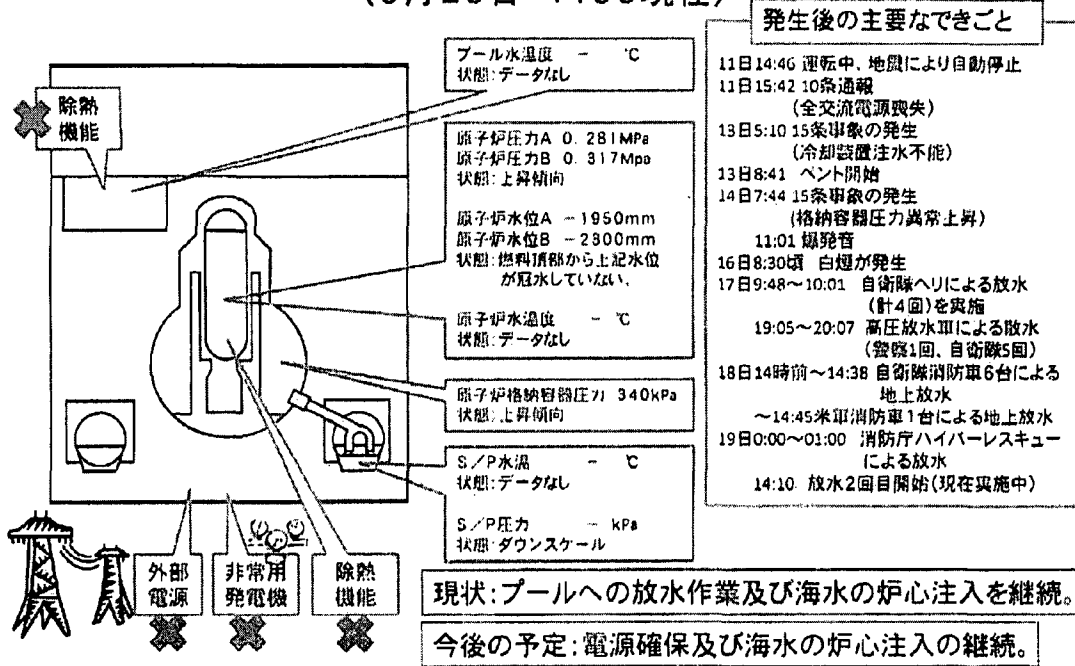 発生後の主要なできごと
プール水温度 － ℃
状態:データなし
除熱
機能
原子炉圧力A 0.281MPa
原子炉圧力B 0.317Mpa
状態:上昇傾向
原子炉水位A －1950mm
原子炉水位B －2300mm
状態:燃料頂部から上記水位
が冠水していない。
原子炉水温度 － ℃
状態:データなし
原子炉格納容器圧力 340kPa
状態:上昇傾向
S／P水温 － ℃
状態:データなし
S／P圧力 － kPa
状態:ダウンスケール
11日14:46 運転中、地震により自動停止
11日15:42 10条通報
(全交流電源喪失)
13日5:10 15条事象の発生
(冷却装置注水不能)
13日8:41 ベント開始
14日7:44 15条事象の発生
(格納容器圧力異常上昇)
11:01 爆発音
16日8:30頃 白煙が発生
17日9:48～10:01 自衛隊ヘリによる放水
(計4回)を実施
19:05～20:07 高圧放水車による散水
(警察1回、自衛隊5回)
18日14時前～14:38 自衛隊消防車6台による
地上放水
～14:45米軍消防車1台による地上放水
19日0:00～01:00 消防庁ハイパーレスキュー
による放水
14:10 放水2回目開始(現在実施中)
外部
電源
非常用
発電機
除熱
機能
現状:プールへの放水作業及び海水の炉心注入を継続。
今後の予定:電源確保及び海水の炉心注入の継続。